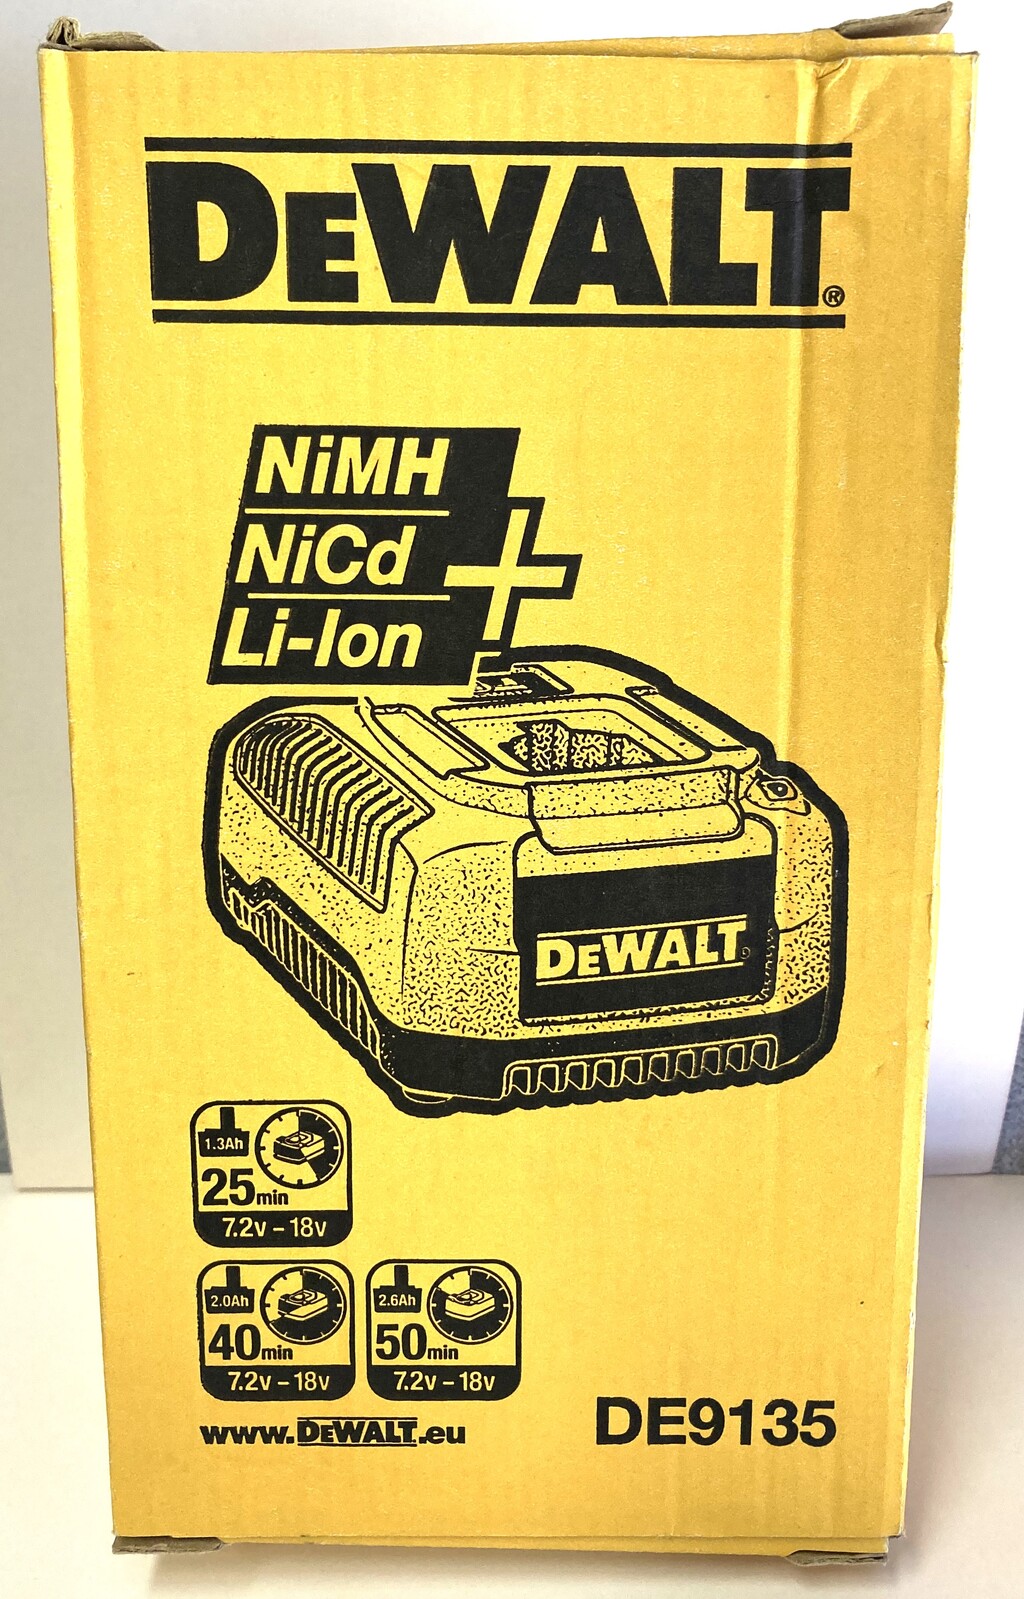 DEWALT®
NiMH
NiCd
Li-Ion
+
DEWALT
1.3Ah
25min
7.2v – 18v
2.0Ah
40min
7.2v – 18v
2.6Ah
50min
7.2v – 18v
www.DEWALT.eu
DE9135